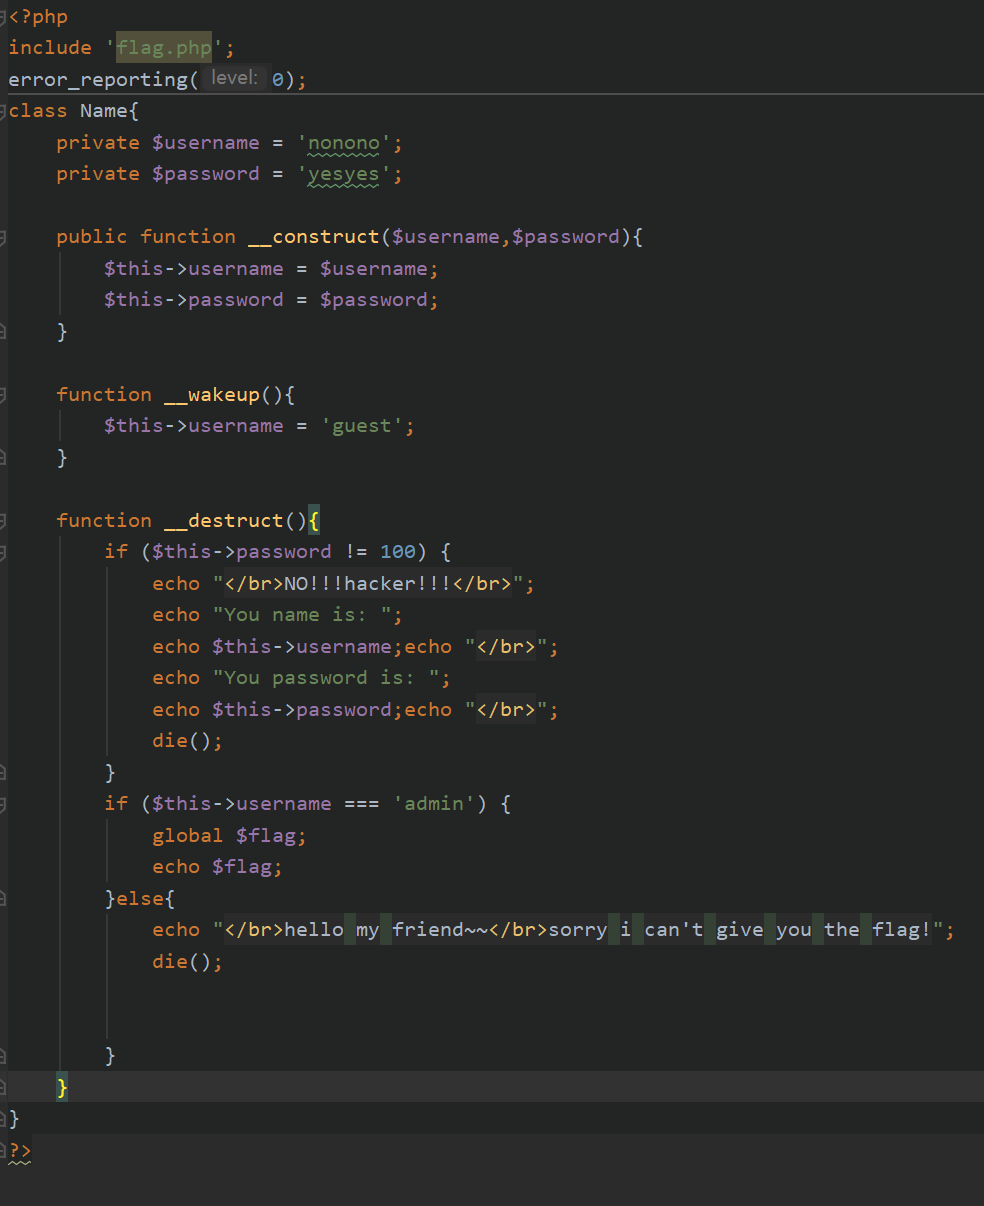 <?php
include 'flag.php';
error_reporting( level: 0);
class Name{
    private $username = 'nonono';
    private $password = 'yesyes';
    public function __construct($username,$password){
        $this->username = $username;
        $this->password = $password;
    }
    function __wakeup(){
        $this->username = 'guest';
    }
    function __destruct(){
        if ($this->password != 100) {
            echo "</br>NO!!!hacker!!!</br>";
            echo "You name is: ";
            echo $this->username;echo "</br>";
            echo "You password is: ";
            echo $this->password;echo "</br>";
            die();
        }
        if ($this->username === 'admin') {
            global $flag;
            echo $flag;
        }else{
            echo "</br>hello my friend~~</br>sorry i can't give you the flag!";
            die();
        }
    }
}
?>